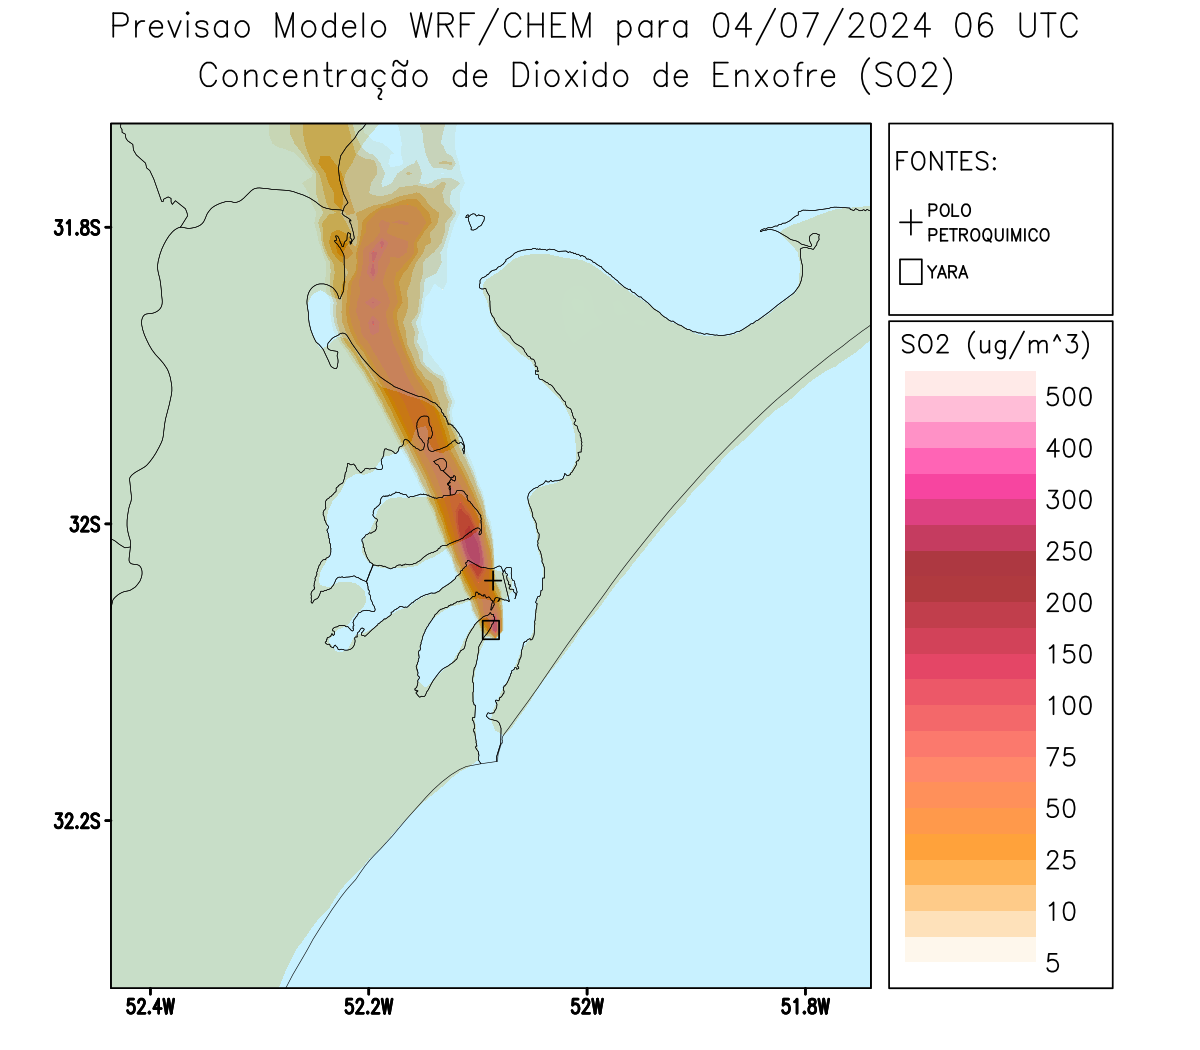 Previsao Modelo WRF/CHEM para 04/07/2024 06 UTC
Concentração de Dioxido de Enxofre (SO2)
FONTES:
POLO
PETROQUIMICO
YARA
SO2 (ug/m^3)
500
400
300
250
200
150
100
75
50
25
10
5
31.8S
32S
32.2S
52.4W
52.2W
52W
51.8W